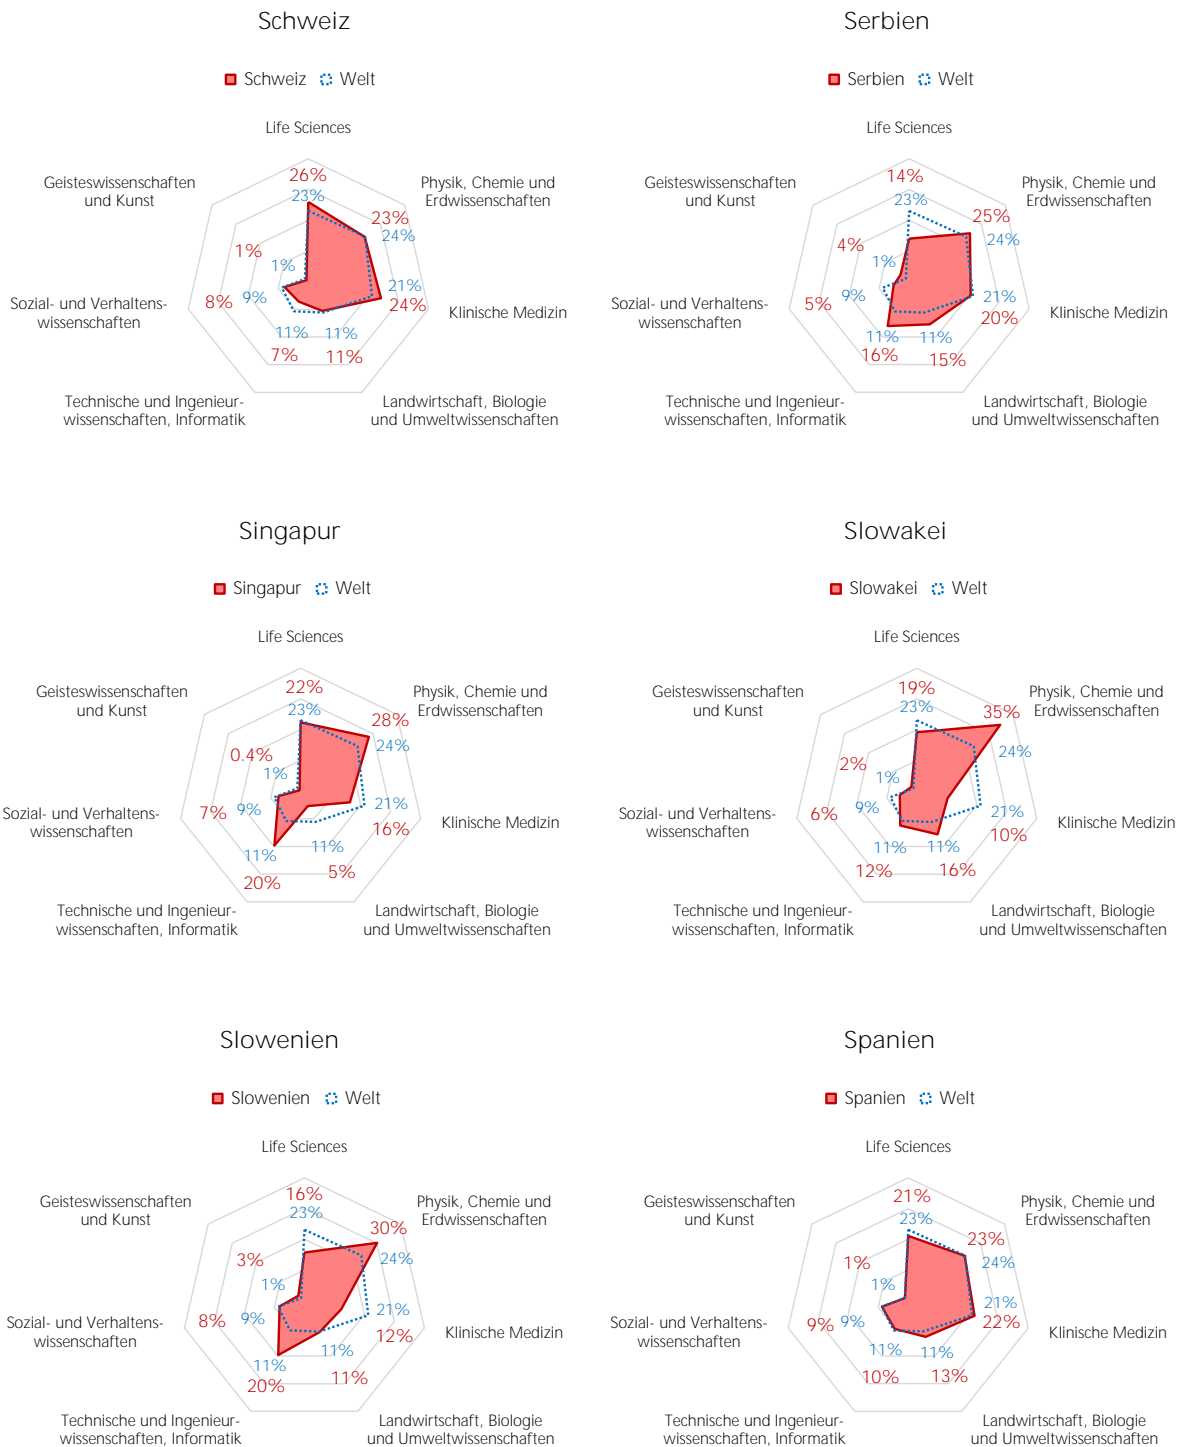 Schweiz
Schweiz Welt
Life Sciences
Geisteswissenschaften
und Kunst
Physik, Chemie und
Erdwissenschaften
26%
23%
23%
24%
1%
1%
21%
24%
8%
9%
Sozial- und Verhaltens-
wissenschaften
Klinische Medizin
11%
11%
7%
11%
Technische und Ingenieur-
wissenschaften, Informatik
Landwirtschaft, Biologie
und Umweltwissenschaften
Serbien
Serbien Welt
Life Sciences
Geisteswissenschaften
und Kunst
Physik, Chemie und
Erdwissenschaften
14%
23%
25%
24%
4%
1%
21%
20%
5%
9%
Sozial- und Verhaltens-
wissenschaften
Klinische Medizin
11%
11%
16%
15%
Technische und Ingenieur-
wissenschaften, Informatik
Landwirtschaft, Biologie
und Umweltwissenschaften
Singapur
Singapur Welt
Life Sciences
Geisteswissenschaften
und Kunst
Physik, Chemie und
Erdwissenschaften
22%
23%
28%
24%
0.4%
1%
21%
16%
7%
9%
Sozial- und Verhaltens-
wissenschaften
Klinische Medizin
11%
11%
20%
5%
Technische und Ingenieur-
wissenschaften, Informatik
Landwirtschaft, Biologie
und Umweltwissenschaften
Slowakei
Slowakei Welt
Life Sciences
Geisteswissenschaften
und Kunst
Physik, Chemie und
Erdwissenschaften
19%
23%
35%
24%
2%
1%
21%
10%
6%
9%
Sozial- und Verhaltens-
wissenschaften
Klinische Medizin
11%
11%
12%
16%
Technische und Ingenieur-
wissenschaften, Informatik
Landwirtschaft, Biologie
und Umweltwissenschaften
Slowenien
Slowenien Welt
Life Sciences
Geisteswissenschaften
und Kunst
Physik, Chemie und
Erdwissenschaften
16%
23%
30%
24%
3%
1%
21%
12%
8%
9%
Sozial- und Verhaltens-
wissenschaften
Klinische Medizin
11%
11%
20%
11%
Technische und Ingenieur-
wissenschaften, Informatik
Landwirtschaft, Biologie
und Umweltwissenschaften
Spanien
Spanien Welt
Life Sciences
Geisteswissenschaften
und Kunst
Physik, Chemie und
Erdwissenschaften
21%
23%
23%
24%
1%
1%
21%
22%
9%
9%
Sozial- und Verhaltens-
wissenschaften
Klinische Medizin
11%
11%
10%
13%
Technische und Ingenieur-
wissenschaften, Informatik
Landwirtschaft, Biologie
und Umweltwissenschaften